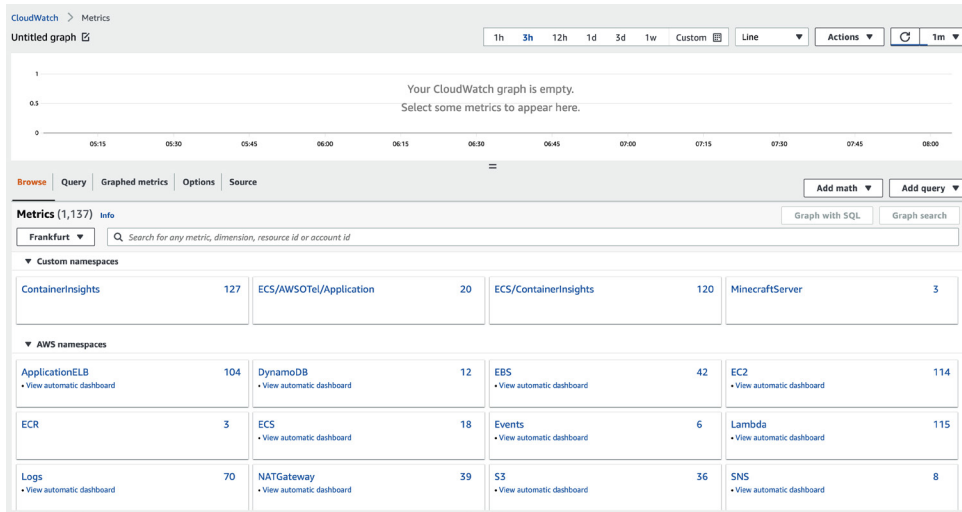 CloudWatch > Metrics
Untitled graph
1h 3h 12h 1d 3d 1w Custom Line Actions 1m
1
Your CloudWatch graph is empty.
0.5
Select some metrics to appear here.
0
05:15 05:30 05:45 06:00 06:15 06:30 06:45 07:00 07:15 07:30 07:45 08:00
Browse Query Graphed metrics Options Source
Add math Add query
Metrics (1,137) Info
Graph with SQL Graph search
Frankfurt Search for any metric, dimension, resource id or account id
Custom namespaces
ContainerInsights 127 ECS/AWSOTel/Application 20 ECS/ContainerInsights 120 MinecraftServer 3
AWS namespaces
ApplicationELB 104 DynamoDB 12 EBS 42 EC2 114
• View automatic dashboard • View automatic dashboard • View automatic dashboard • View automatic dashboard
ECR 3 ECS 18 Events 6 Lambda 115
• View automatic dashboard • View automatic dashboard • View automatic dashboard
Logs 70 NATGateway 39 S3 36 SNS 8
• View automatic dashboard • View automatic dashboard • View automatic dashboard • View automatic dashboard